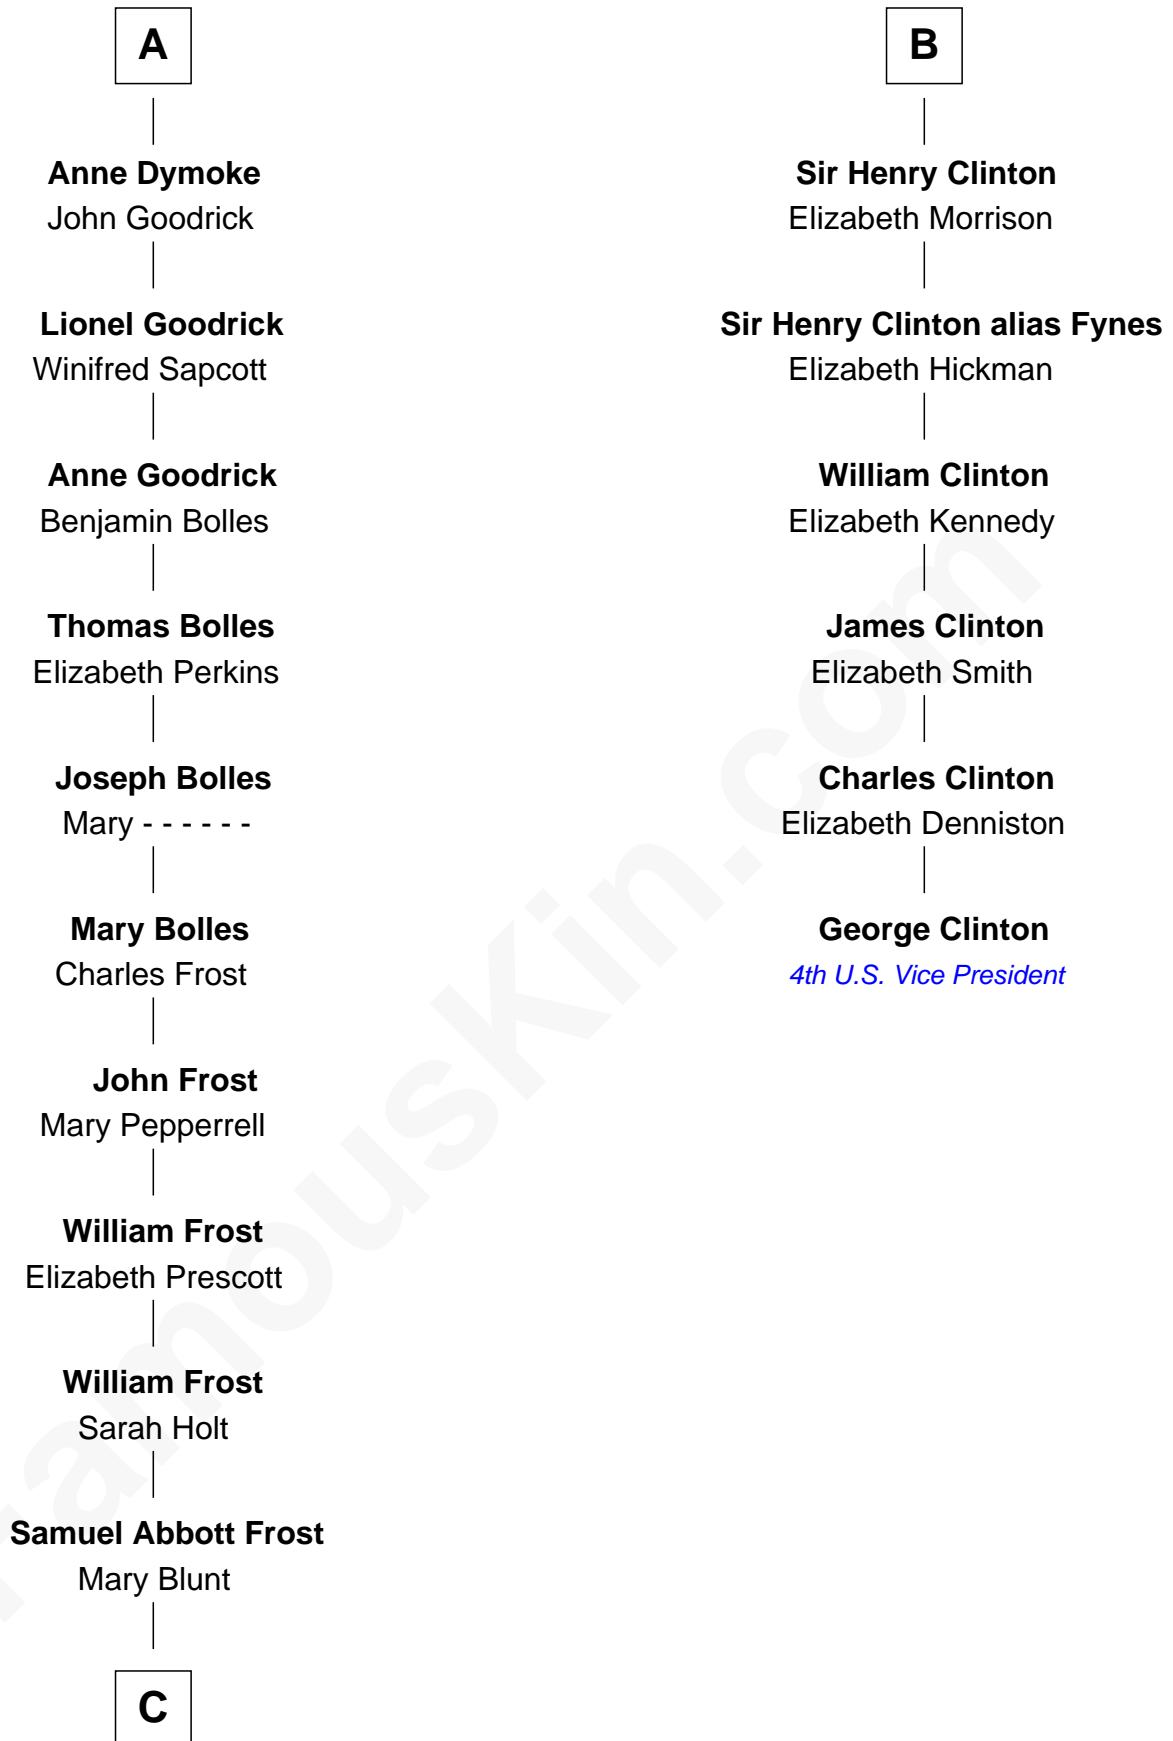 A
Anne Dymoke
John Goodrick
Lionel Goodrick
Winifred Sapcott
Anne Goodrick
Benjamin Bolles
Thomas Bolles
Elizabeth Perkins
Joseph Bolles
Mary - - - - - -
Mary Bolles
Charles Frost
John Frost
Mary Pepperrell
William Frost
Elizabeth Prescott
William Frost
Sarah Holt
Samuel Abbott Frost
Mary Blunt
C
B
Sir Henry Clinton
Elizabeth Morrison
Sir Henry Clinton alias Fynes
Elizabeth Hickman
William Clinton
Elizabeth Kennedy
James Clinton
Elizabeth Smith
Charles Clinton
Elizabeth Denniston
George Clinton
4th U.S. Vice President
FamousKin.com